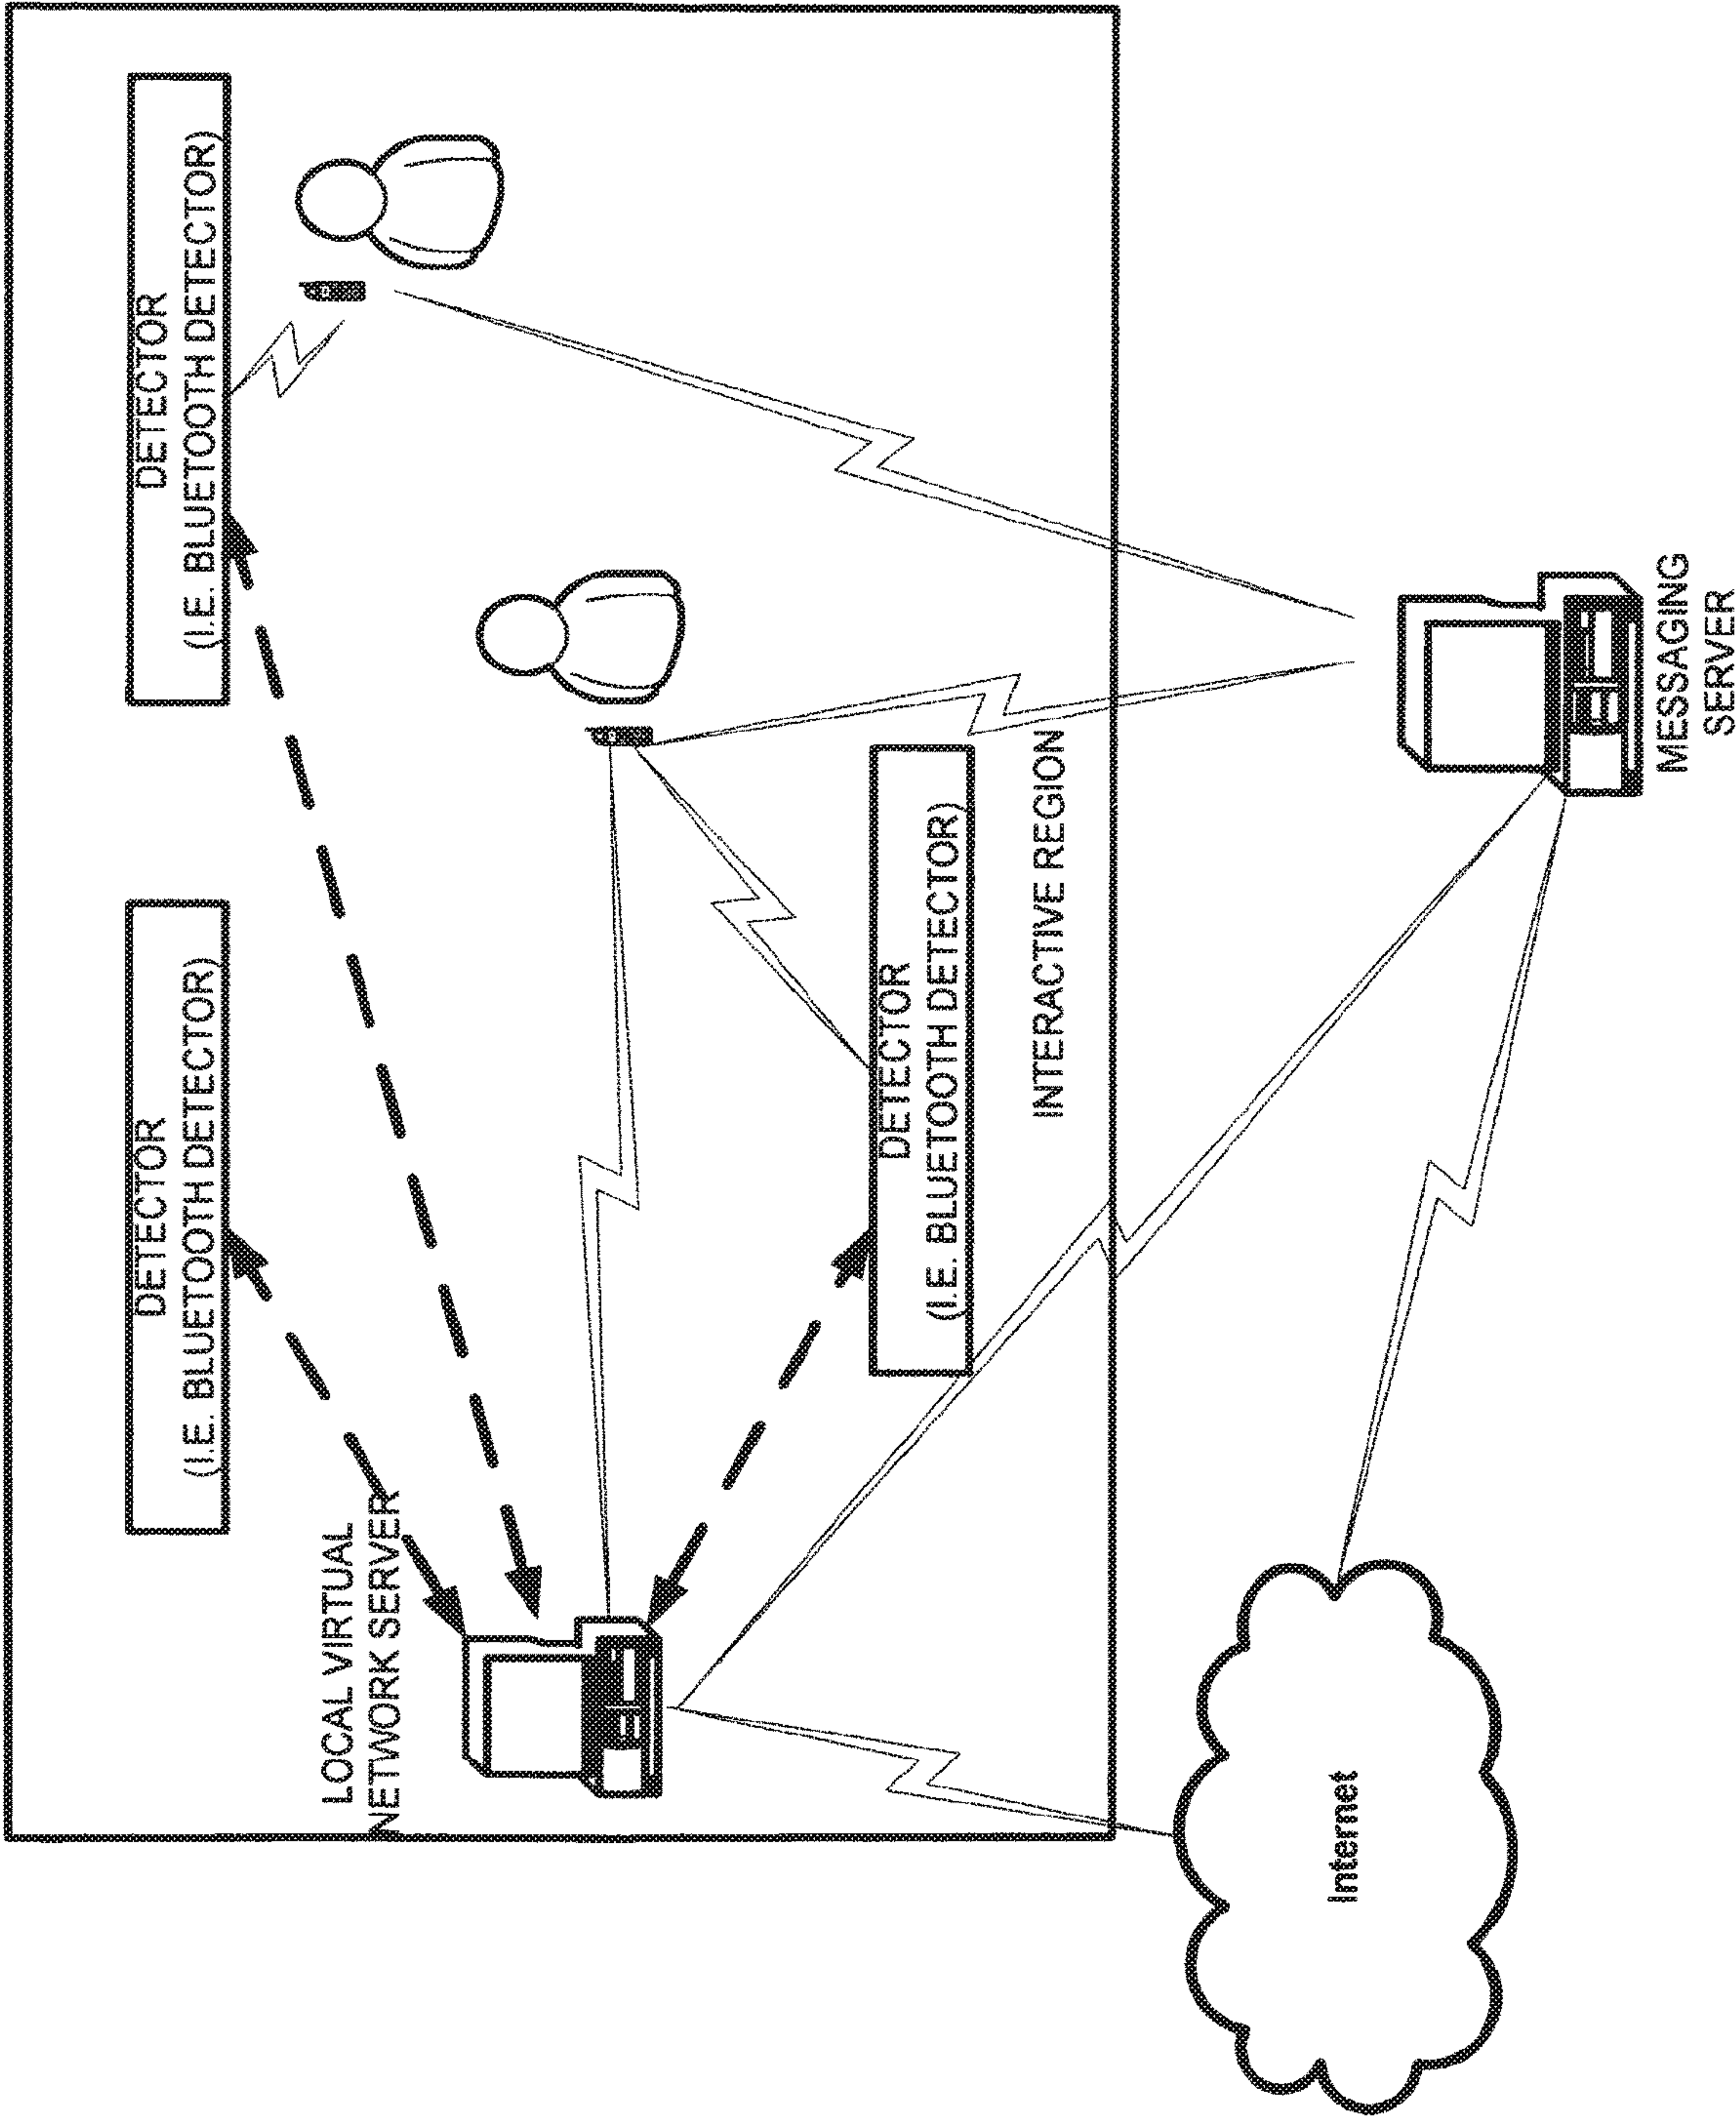 DETECTOR
(I.E. BLUETOOTH DETECTOR)
DETECTOR
(I.E. BLUETOOTH DETECTOR)
LOCAL VIRTUAL
NETWORK SERVER
DETECTOR
(I.E. BLUETOOTH DETECTOR)
INTERACTIVE REGION
Internet
MESSAGING
SERVER